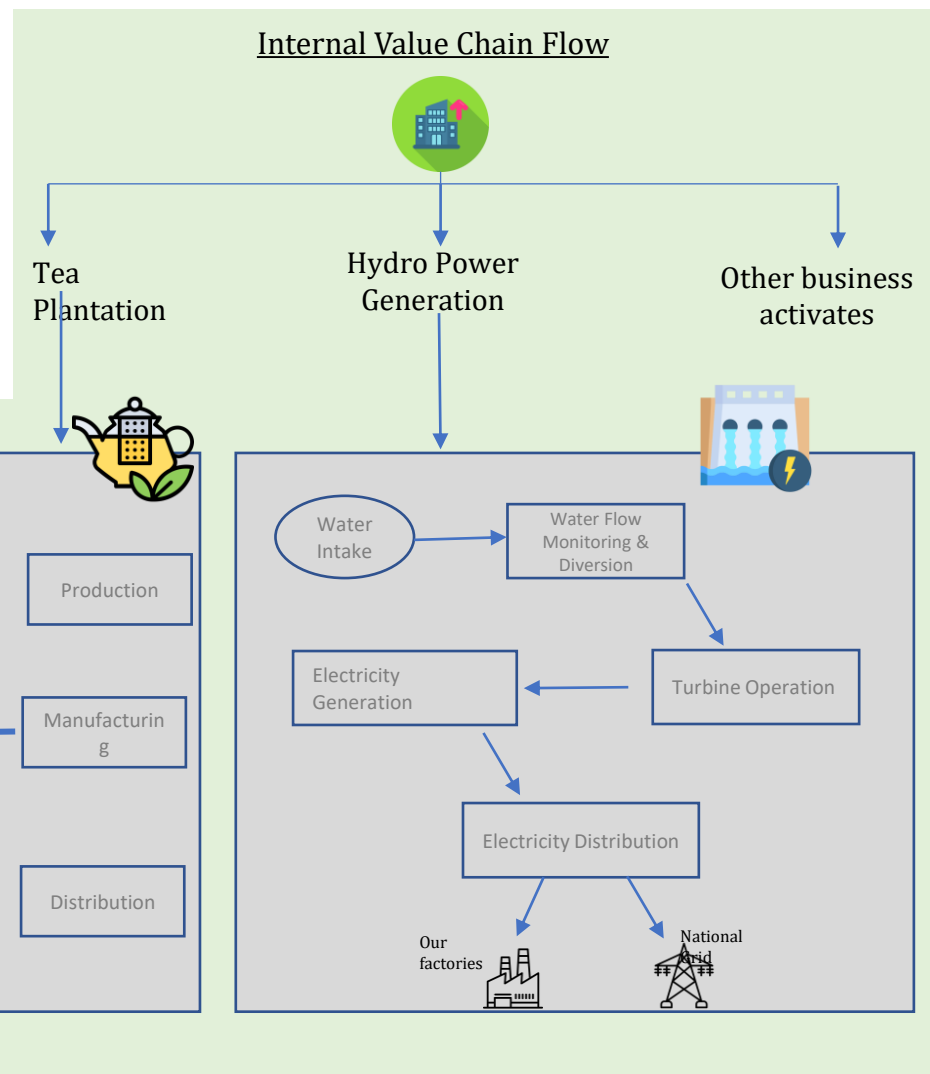 Internal Value Chain Flow
Tea
Plantation
Hydro Power
Generation
Other business
activates
Water
Intake
Water Flow
Monitoring &
Diversion
Production
Electricity
Generation
Turbine Operation
Manufacturin
g
Electricity Distribution
Distribution
Our
factories
National
Grid